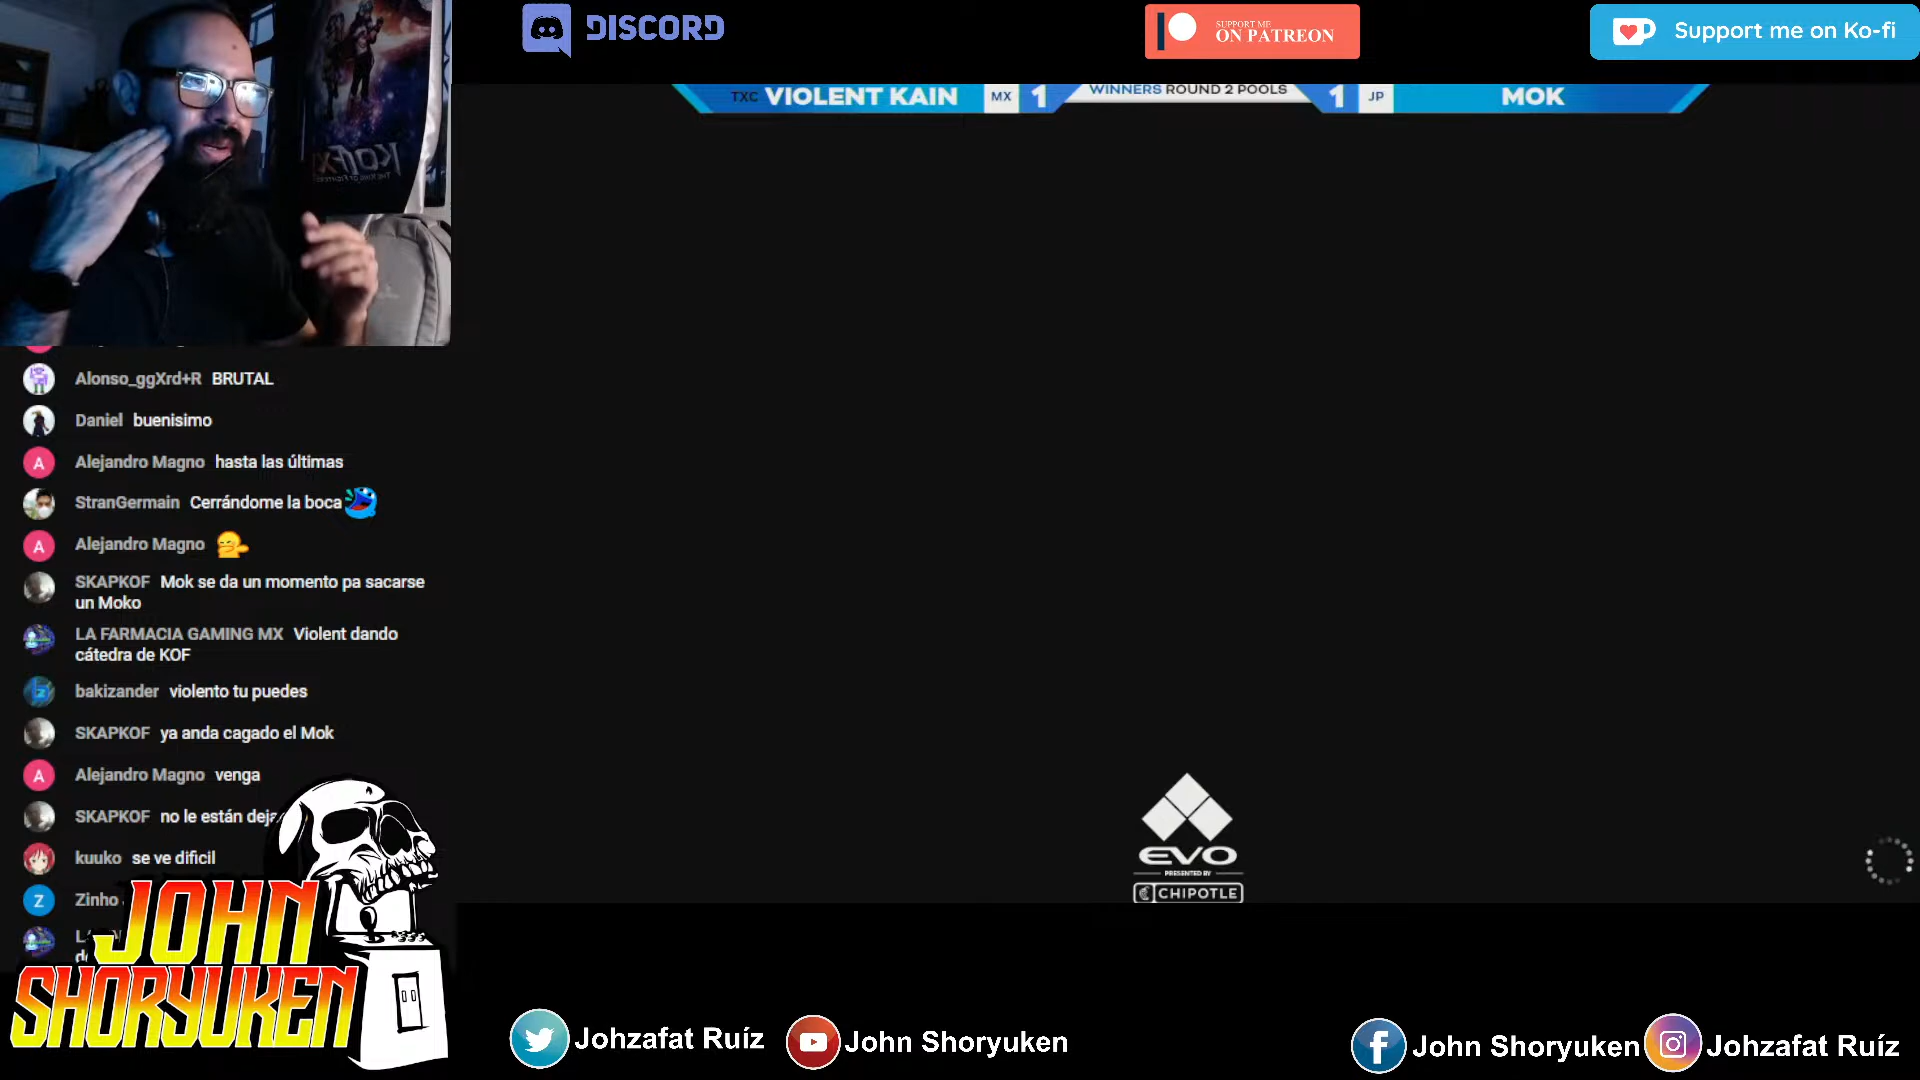 DISCORD
SUPPORT ME
ON PATREON
Support me on Ko-fi
TXC VIOLENT KAIN MX 1 WINNERS ROUND 2 POOLS 1 JP MOK
Alonso_ggXrd+R BRUTAL
Daniel buenisimo
A Alejandro Magno hasta las últimas
StranGermain Cerrándome la boca
A Alejandro Magno
SKAPKOF Mok se da un momento pa sacarse
un Moko
LA FARMACIA GAMING MX Violent dando
cátedra de KOF
bakizander violento tu puedes
SKAPKOF ya anda cagado el Mok
A Alejandro Magno venga
SKAPKOF no le están
kuuko se ve dificil
Z Zinho
JOHN
SHORYUKEN
EVO
PRESENTED BY
CHIPOTLE
Johzafat Ruíz
John Shoryuken
John Shoryuken
Johzafat Ruíz